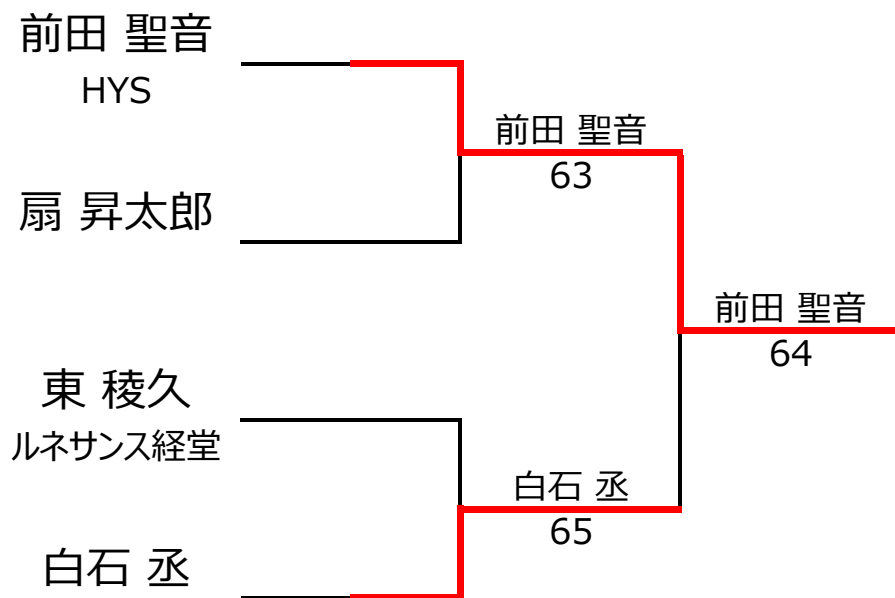 前田 聖音
HYS
扇 昇太郎
東 稜久
ルネサンス経堂
白石 丞
前田 聖音
63
白石 丞
65
前田 聖音
64